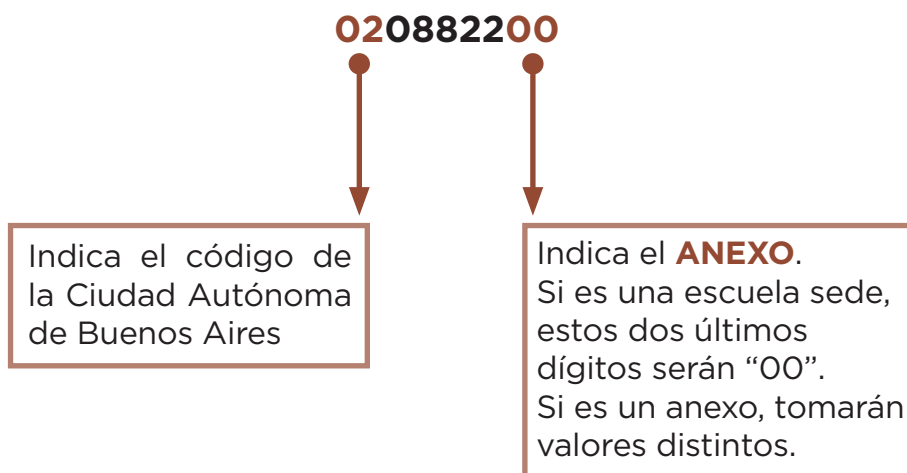 020882200
Indica el código de
la Ciudad Autónoma
de Buenos Aires
Indica el ANEXO.
Si es una escuela sede,
estos dos últimos
dígitos serán “00”.
Si es un anexo, tomarán
valores distintos.